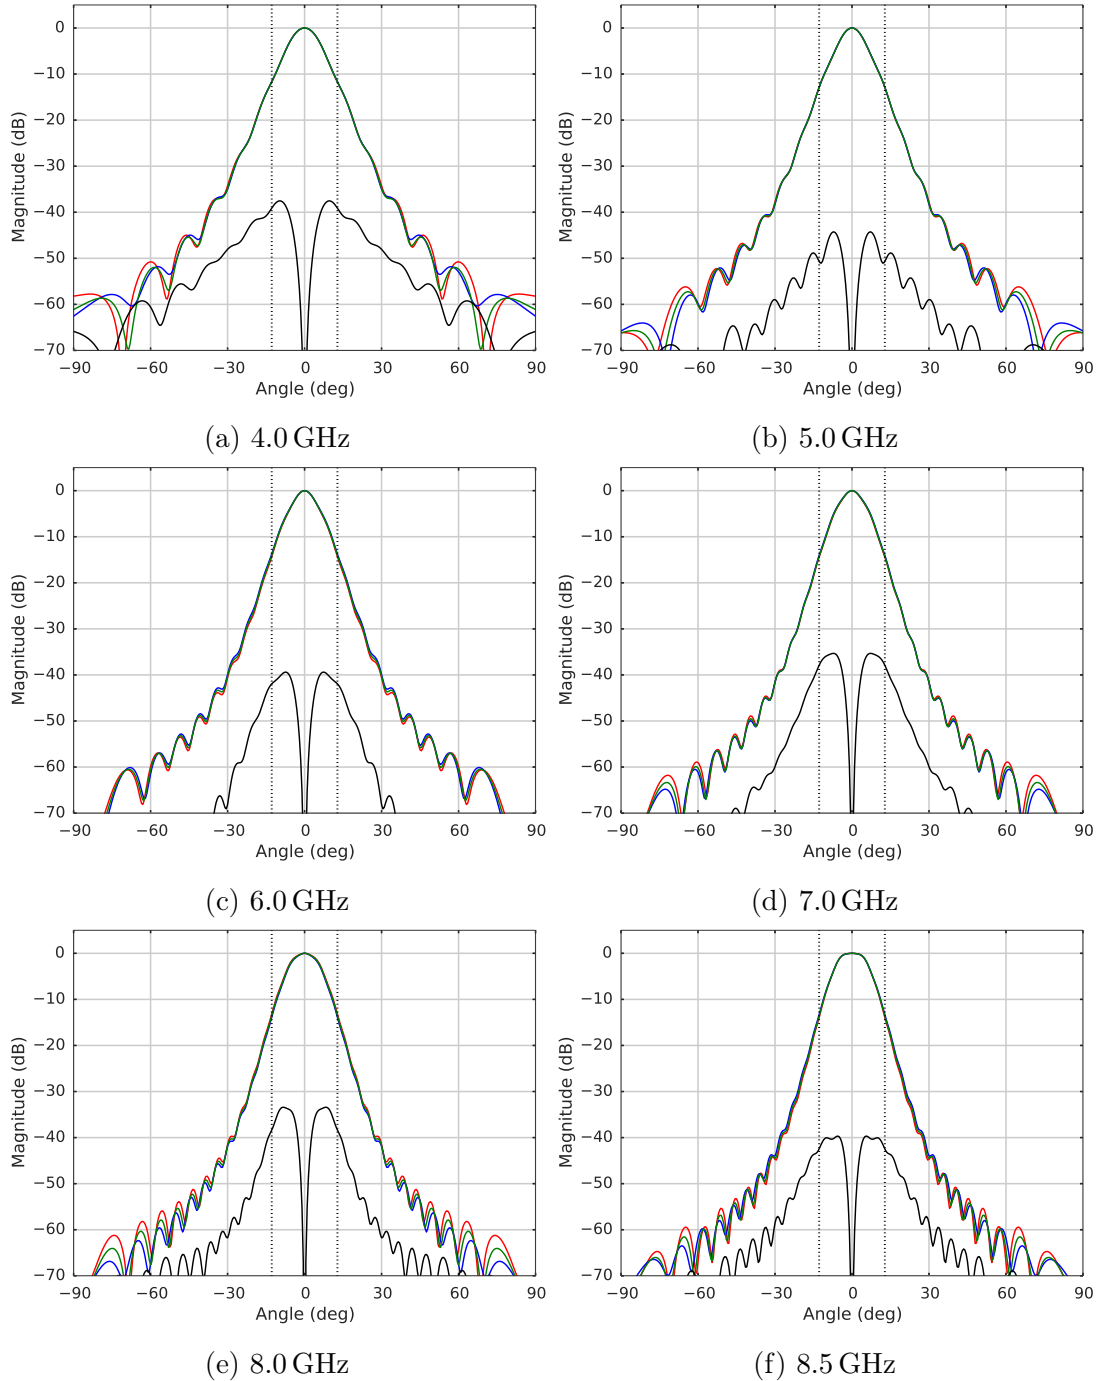 0
−10
−20
−30
−40
−50
−60
−70
Magnitude (dB)
−90 −60 −30 0 30 60 90
Angle (deg)
(a) 4.0 GHz
0
−10
−20
−30
−40
−50
−60
−70
Magnitude (dB)
−90 −60 −30 0 30 60 90
Angle (deg)
(b) 5.0 GHz
0
−10
−20
−30
−40
−50
−60
−70
Magnitude (dB)
−90 −60 −30 0 30 60 90
Angle (deg)
(c) 6.0 GHz
0
−10
−20
−30
−40
−50
−60
−70
Magnitude (dB)
−90 −60 −30 0 30 60 90
Angle (deg)
(d) 7.0 GHz
0
−10
−20
−30
−40
−50
−60
−70
Magnitude (dB)
−90 −60 −30 0 30 60 90
Angle (deg)
(e) 8.0 GHz
0
−10
−20
−30
−40
−50
−60
−70
Magnitude (dB)
−90 −60 −30 0 30 60 90
Angle (deg)
(f) 8.5 GHz